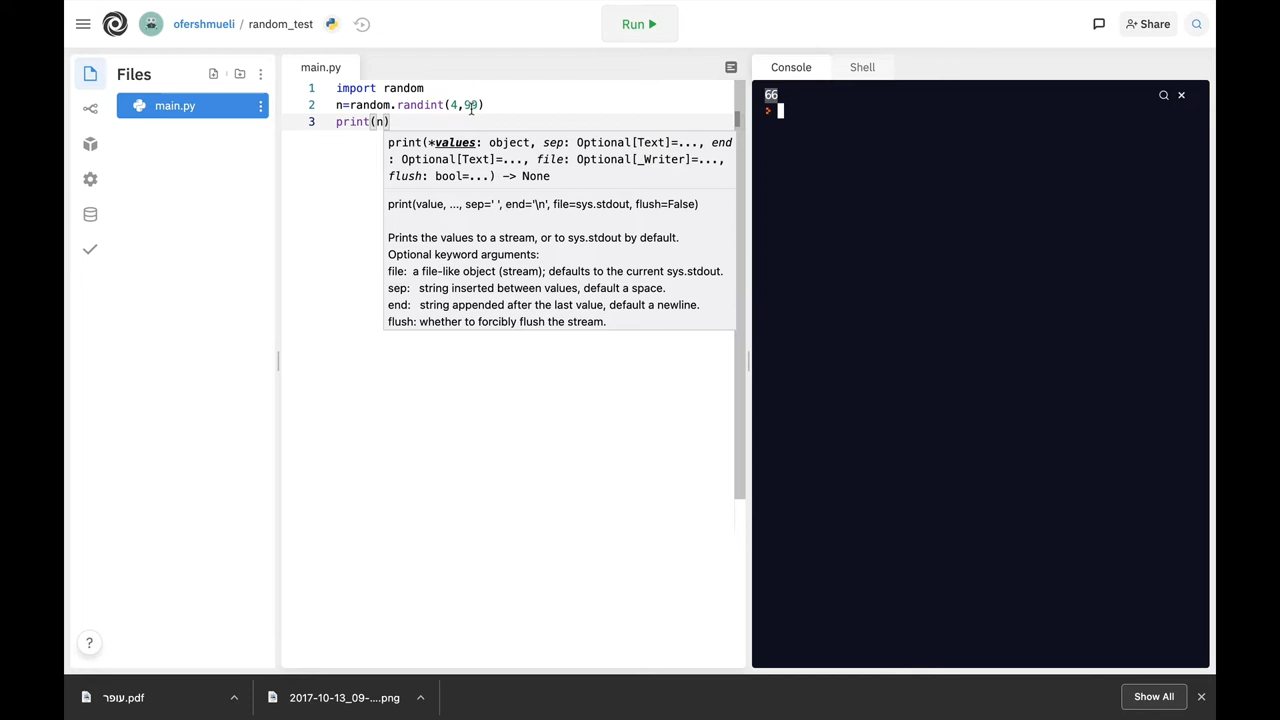 ofershmueli / random_test
Run
Share
Files
main.py
main.py
1 import random
2 n=random.randint(4,99)
3 print(n)
print(*values: object, sep: Optional[Text]=..., end
: Optional[Text]=..., file: Optional[_Writer]=...,
flush: bool=...) -> None
print(value, ..., sep=' ', end='\n', file=sys.stdout, flush=False)
Prints the values to a stream, or to sys.stdout by default.
Optional keyword arguments:
file: a file-like object (stream); defaults to the current sys.stdout.
sep: string inserted between values, default a space.
end: string appended after the last value, default a newline.
flush: whether to forcibly flush the stream.
Console
Shell
66
>
?
עופר.pdf
2017-10-13_09-....png
Show All